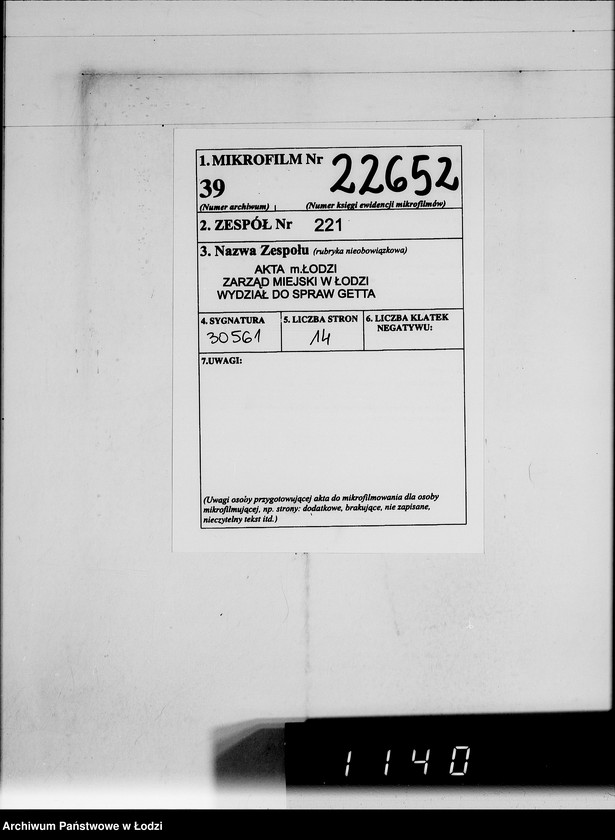 1. MIKROFILM Nr 22652
39
(Numer archiwum) (Numer księgi ewidencji mikrofilmów)
2. ZESPÓŁ Nr 221
3. Nazwa Zespołu (rubryka nieobowiązkowa)
AKTA m.ŁODZI
ZARZĄD MIEJSKI W ŁODZI
WYDZIAŁ DO SPRAW GETTA
4. SYGNATURA
30561
5. LICZBA STRON
14
6. LICZBA KLATEK
NEGATYWU:
7.UWAGI:
(Uwagi osoby przygotowującej akta do mikrofilmowania dla osoby
mikrofilmującej, np. strony: dodatkowe, brakujące, nie zapisane,
nieczytelny tekst itd.)
1140
Archiwum Państwowe w Łodzi